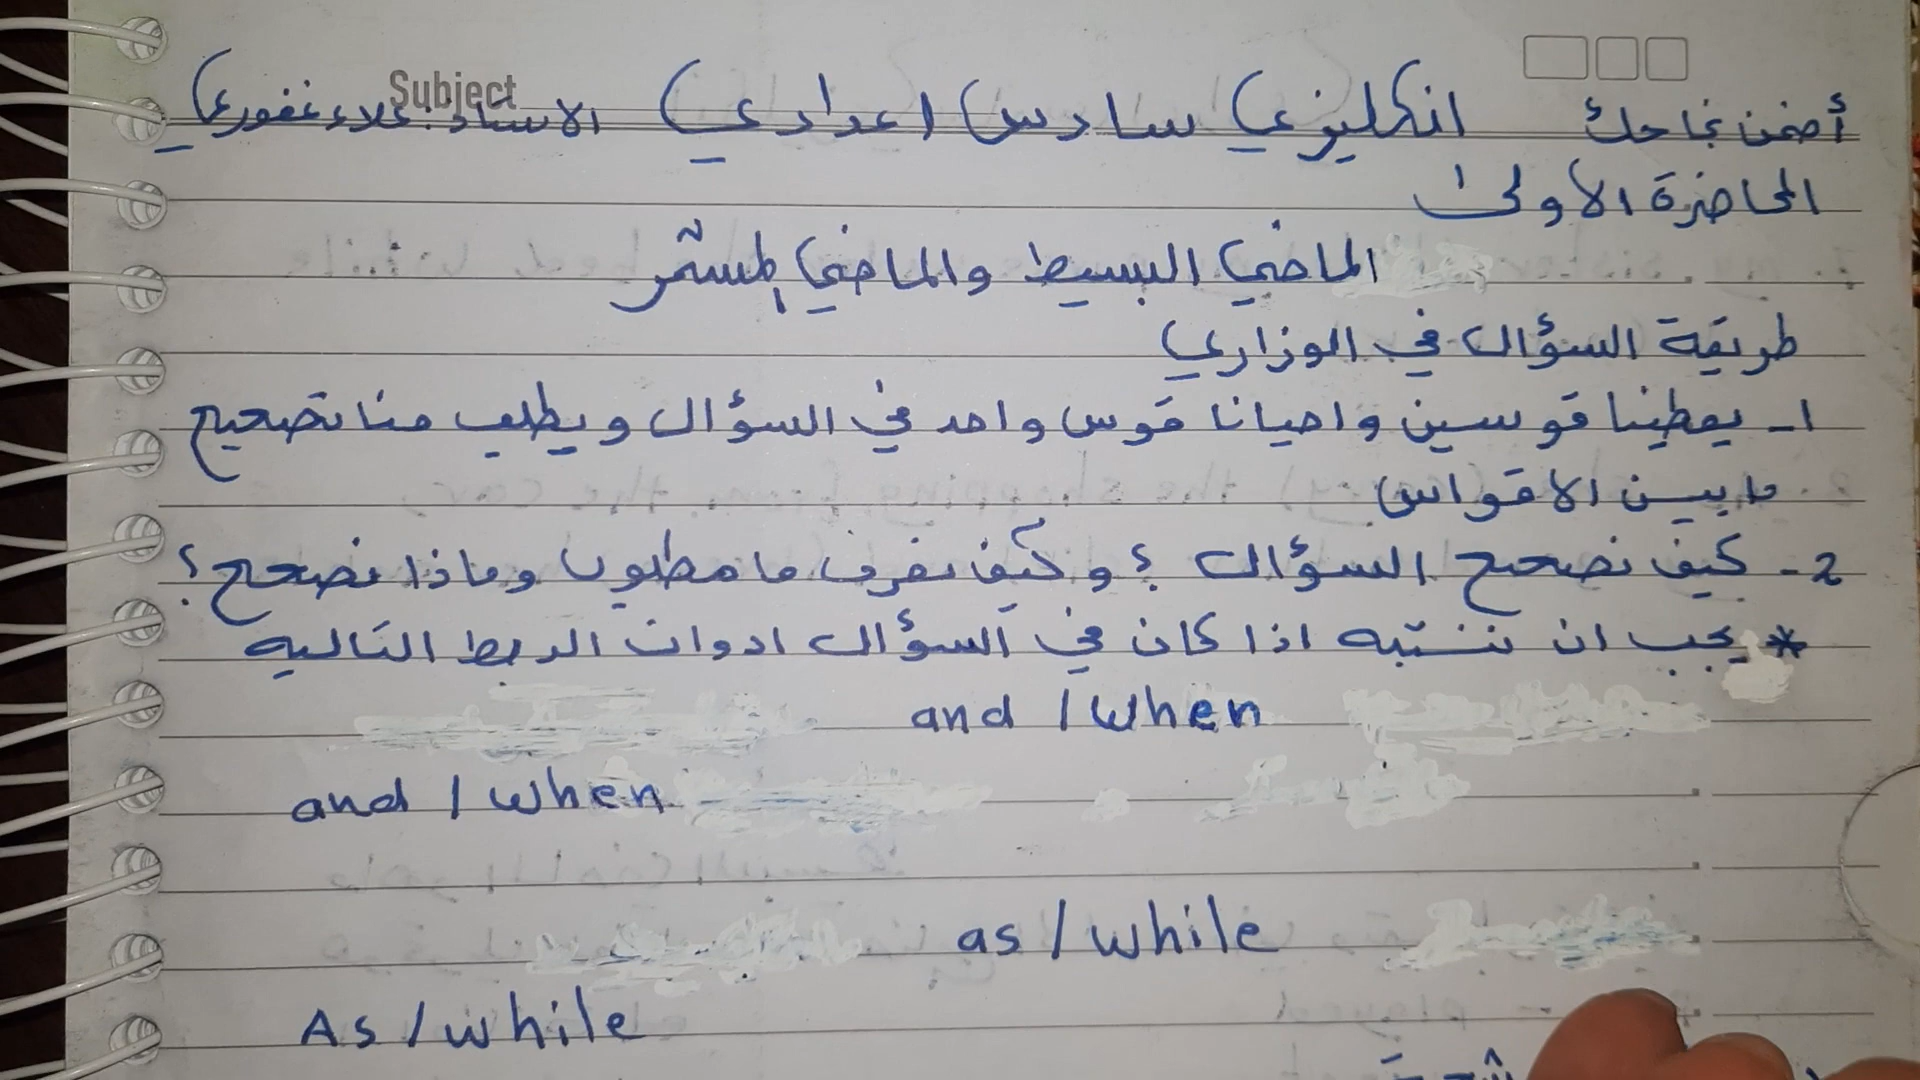 Subject
أضمن نجاحك انكليزي سادس اعدادي الاستاذ: علاء غفوري
المحاضرة الأولى
الماضي البسيط والماضي المستمر
طريقة السؤال في الوزاري
1- يعطينا قوسين واحيانا قوس واحد في السؤال ويطلب منا تصحيح
ما بين الاقواس
2- كيف نصحح السؤال ؟ وكيف نعرف ما مطلوب وماذا نصحح ؟
* يجب ان ننتبه اذا كان في السؤال ادوات الربط التاليه
and / when
and / when
as / while
As / while